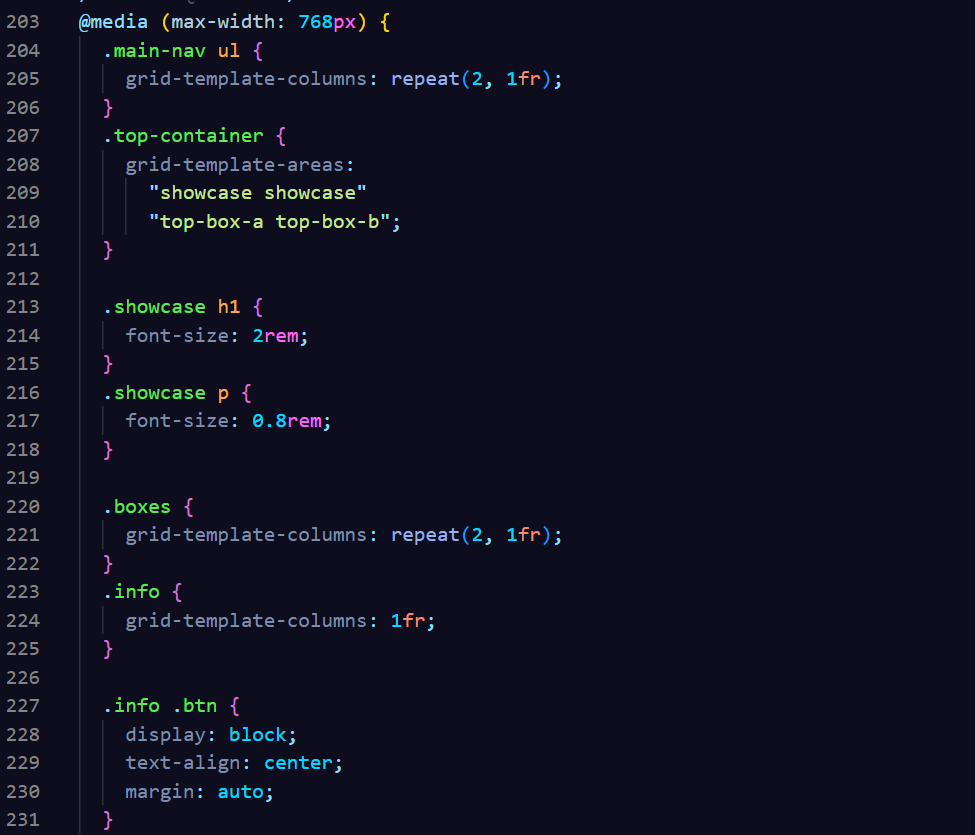 203 @media (max-width: 768px) {
204   .main-nav ul {
205     grid-template-columns: repeat(2, 1fr);
206   }
207   .top-container {
208     grid-template-areas:
209       "showcase showcase"
210       "top-box-a top-box-b";
211   }
212
213   .showcase h1 {
214     font-size: 2rem;
215   }
216   .showcase p {
217     font-size: 0.8rem;
218   }
219
220   .boxes {
221     grid-template-columns: repeat(2, 1fr);
222   }
223   .info {
224     grid-template-columns: 1fr;
225   }
226
227   .info .btn {
228     display: block;
229     text-align: center;
230     margin: auto;
231   }